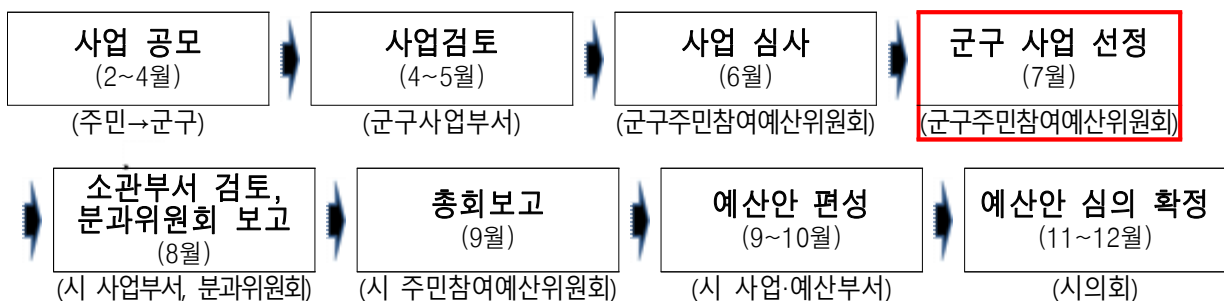 사업 공모
(2~4월)
(주민→군구)
사업검토
(4~5월)
(군구사업부서)
사업 심사
(6월)
(군구주민참여예산위원회)
군구 사업 선정
(7월)
(군구주민참여예산위원회)
소관부서 검토,
분과위원회 보고
(8월)
(시 사업부서, 분과위원회)
총회보고
(9월)
(시 주민참여예산위원회)
예산안 편성
(9~10월)
(시 사업·예산부서)
예산안 심의 확정
(11~12월)
(시의회)